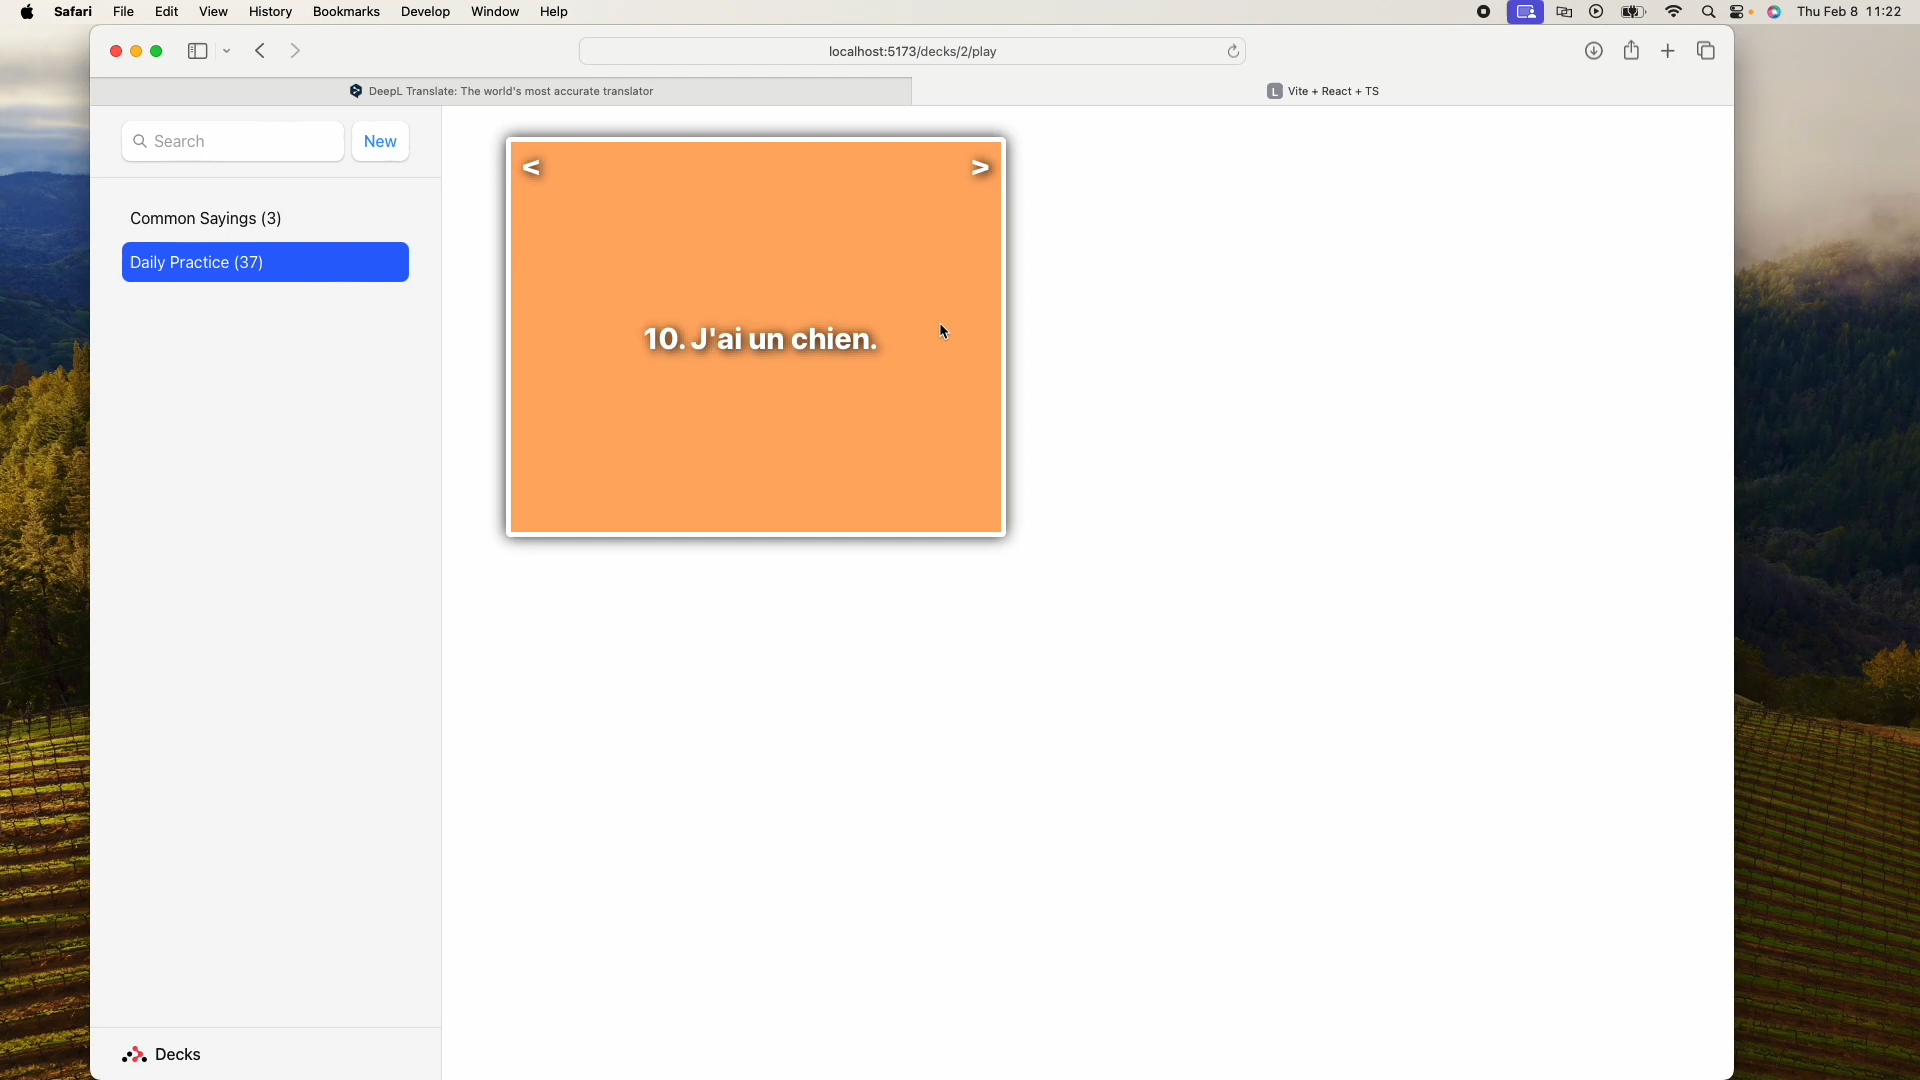 Safari File Edit View History Bookmarks Develop Window Help Thu Feb 8 11:22
localhost:5173/decks/2/play
DeepL Translate: The world's most accurate translator
L Vite + React + TS
Search New
Common Sayings (3)
Daily Practice (37)
< >
10. J'ai un chien.
Decks